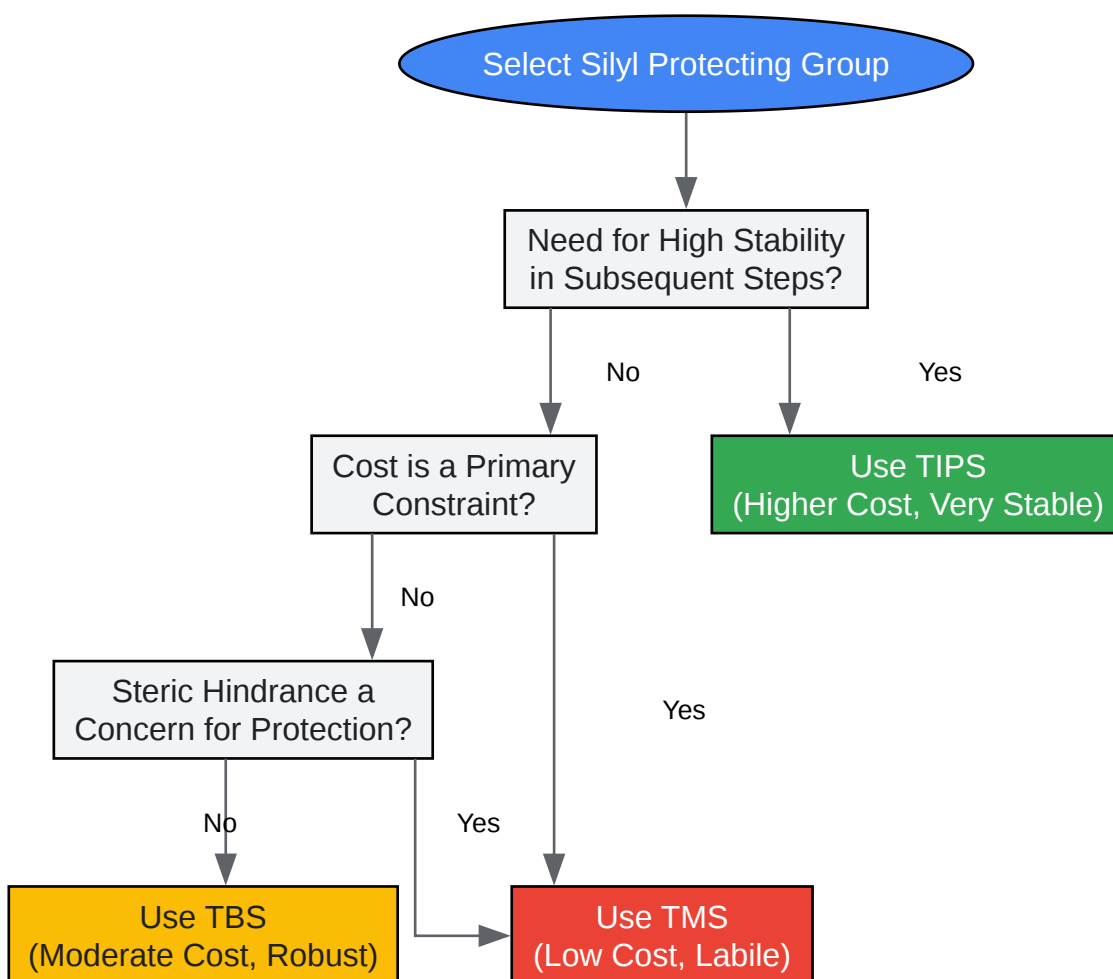 Select Silyl Protecting Group
Need for High Stability
in Subsequent Steps?
No
Yes
Cost is a Primary
Constraint?
Use TIPS
(Higher Cost, Very Stable)
No
Steric Hindrance a
Concern for Protection?
Yes
No
Yes
Use TBS
(Moderate Cost, Robust)
Use TMS
(Low Cost, Labile)